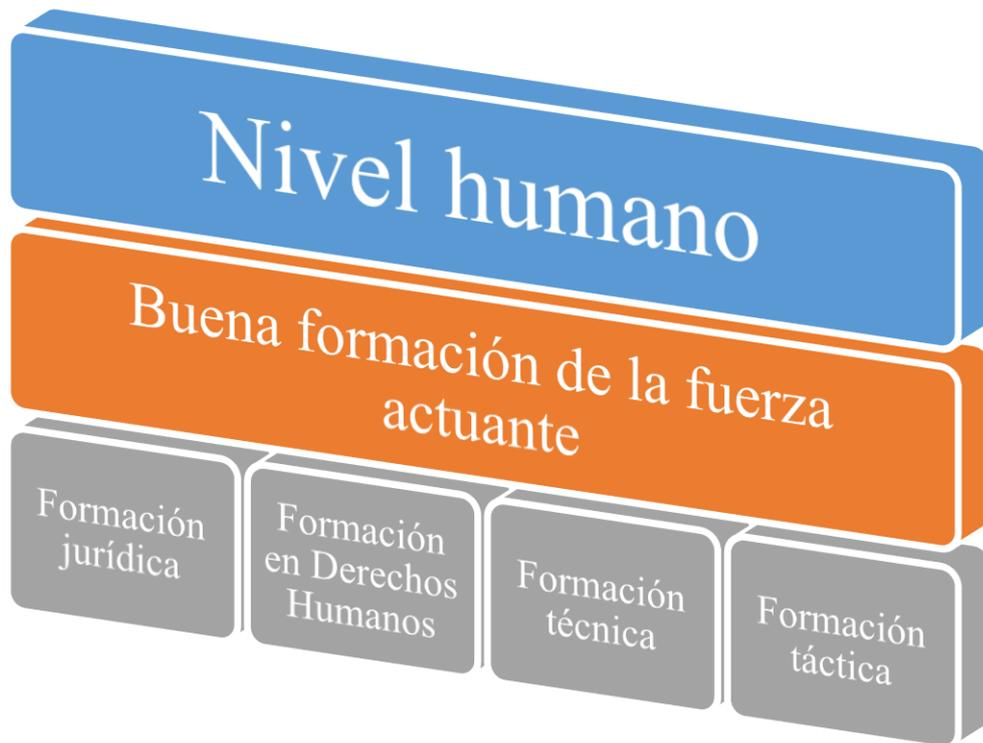 Nivel humano
Buena formación de la fuerza
actuante
Formación
jurídica
Formación
en Derechos
Humanos
Formación
técnica
Formación
táctica